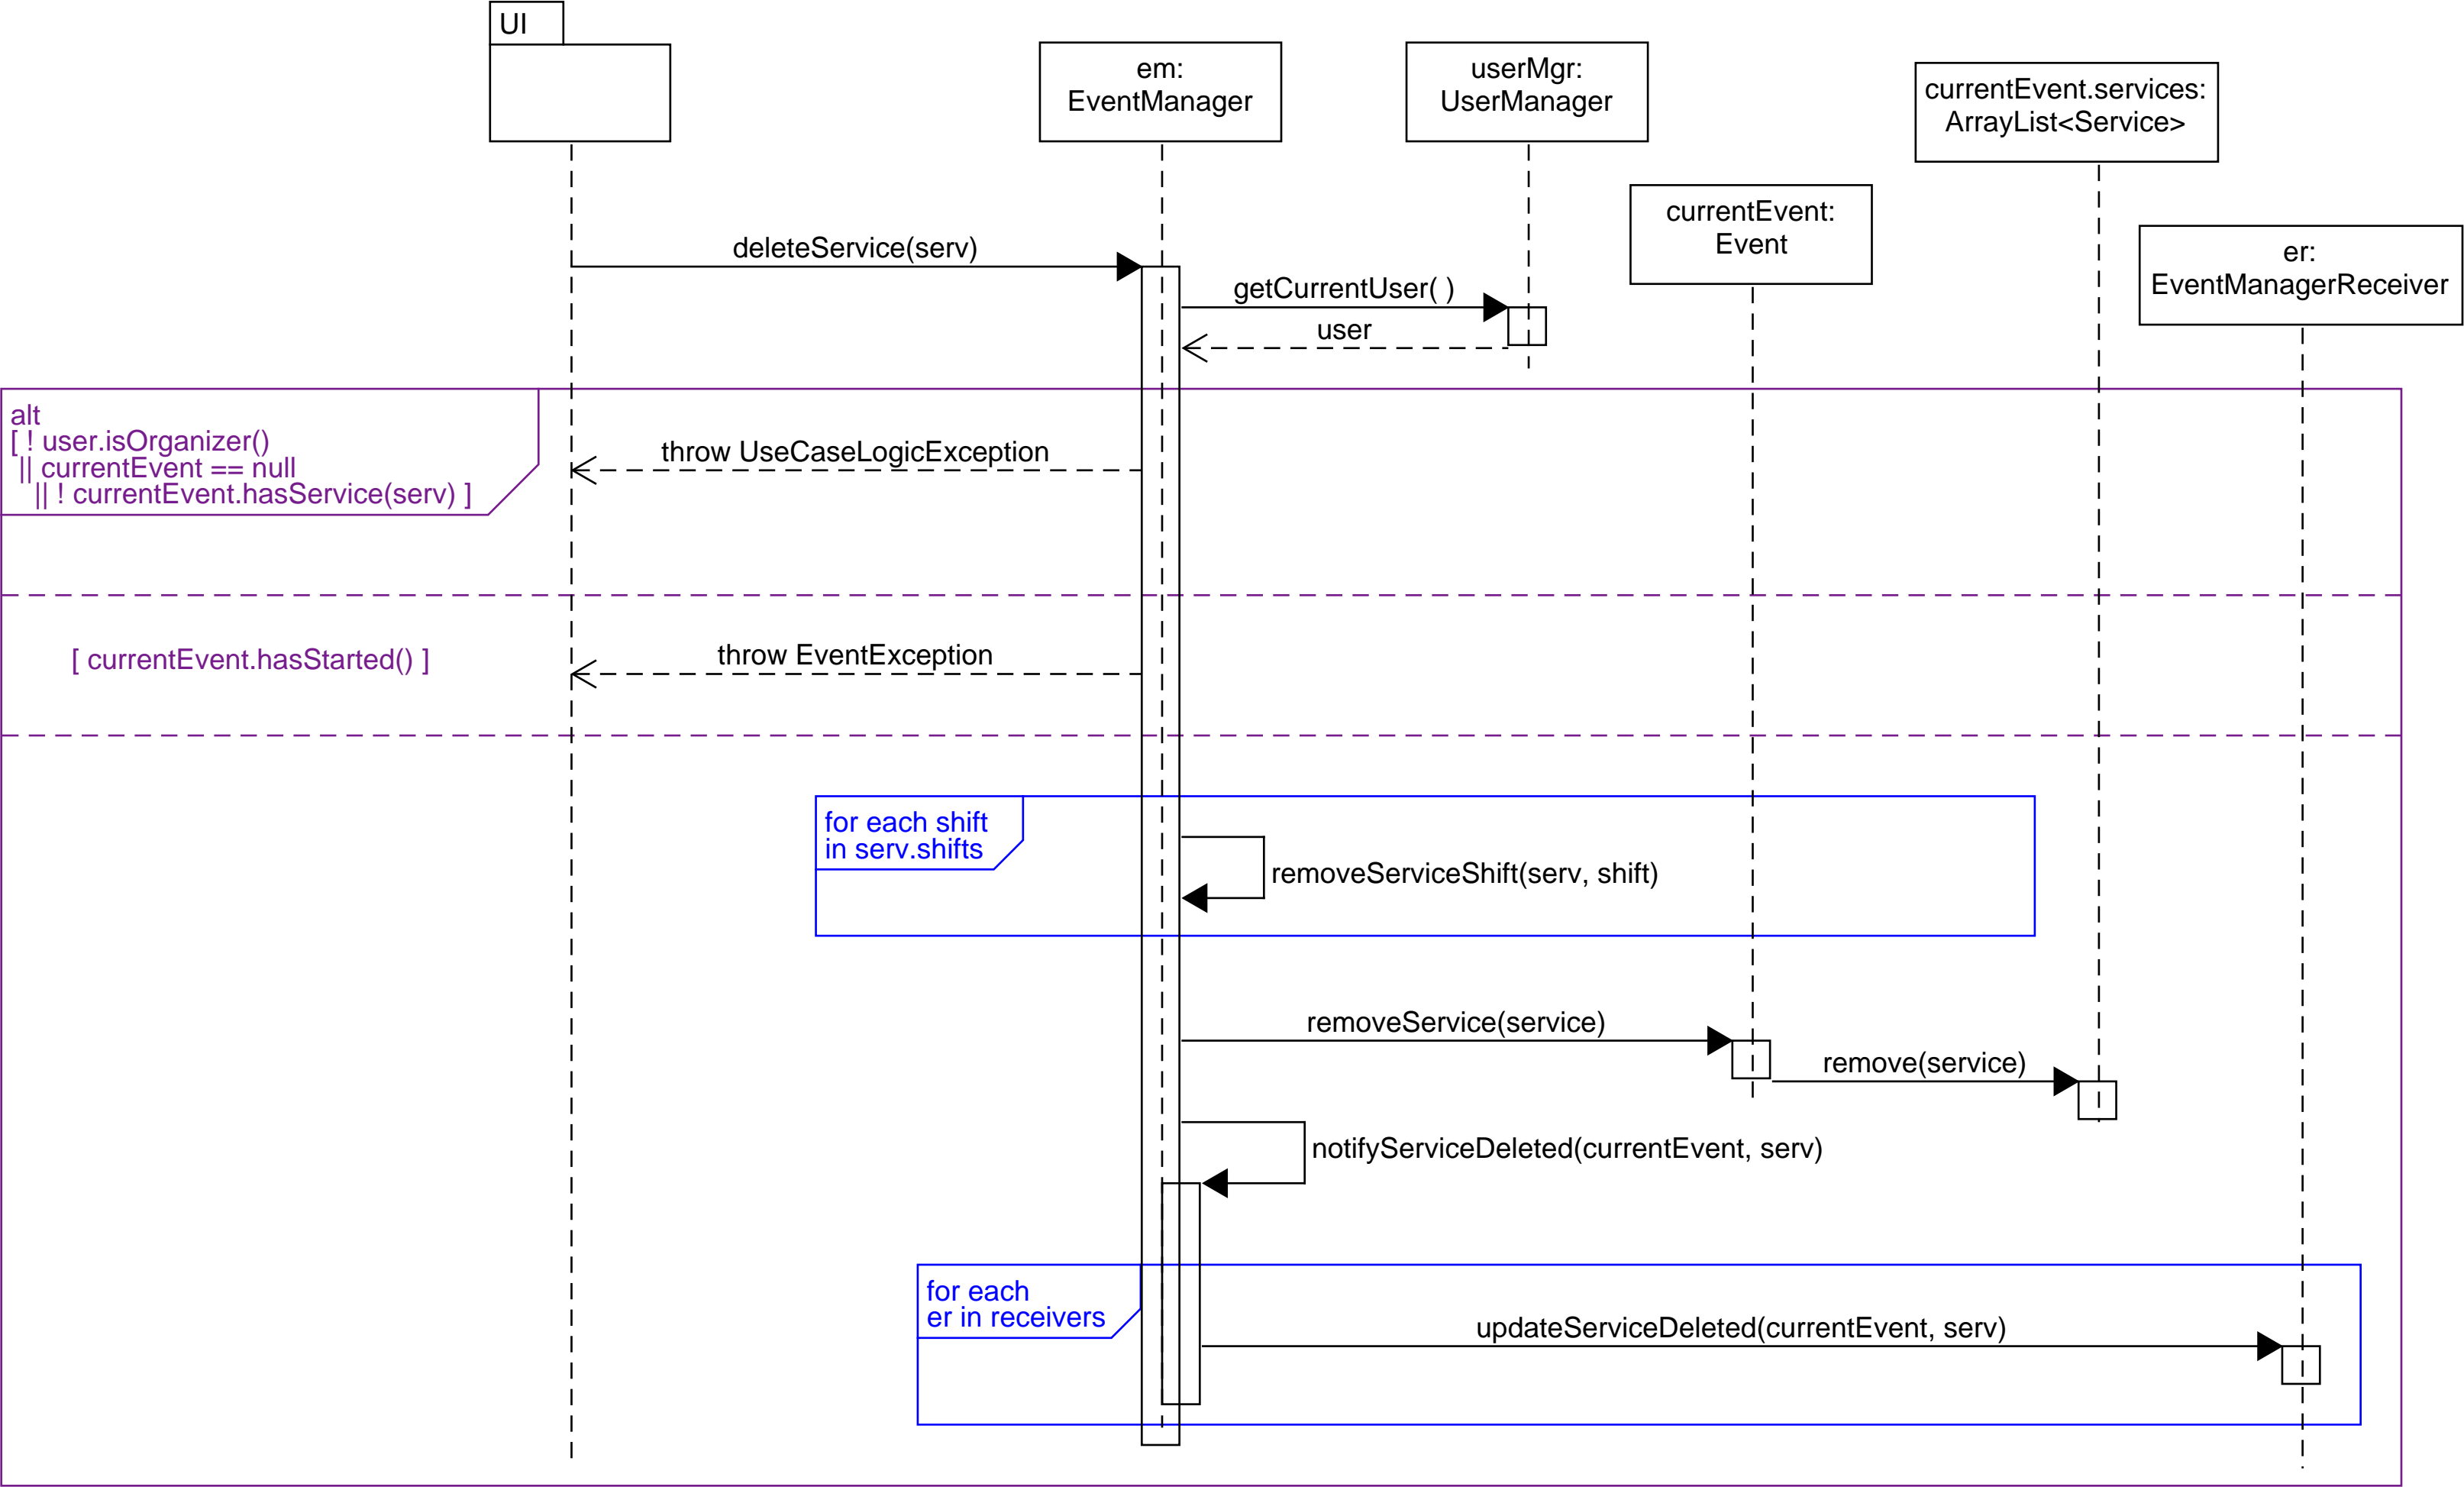 UI
em:
EventManager
userMgr:
UserManager
currentEvent.services:
ArrayList<Service>
currentEvent:
Event
er:
EventManagerReceiver
deleteService(serv)
getCurrentUser( )
user
alt
[ ! user.isOrganizer()
|| currentEvent == null
|| ! currentEvent.hasService(serv) ]
throw UseCaseLogicException
[ currentEvent.hasStarted() ]
throw EventException
for each shift
in serv.shifts
removeServiceShift(serv, shift)
removeService(service)
remove(service)
notifyServiceDeleted(currentEvent, serv)
for each
er in receivers
updateServiceDeleted(currentEvent, serv)